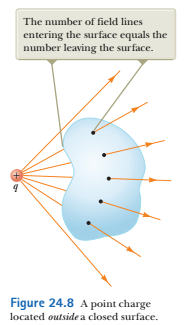 The number of field lines
entering the surface equals the
number leaving the surface.
+
q
Figure 24.8 A point charge
located outside a closed surface.